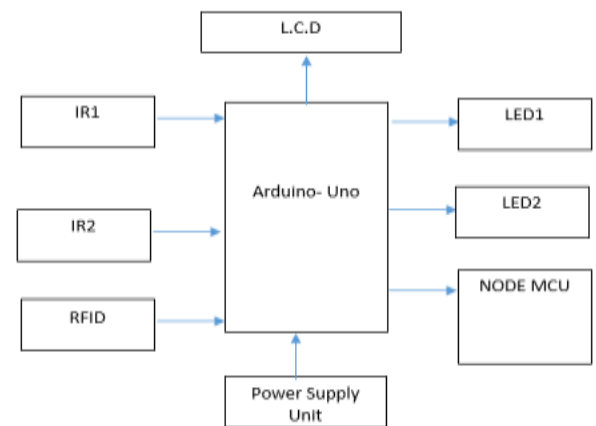 L.C.D
IR1
LED1
Arduino- Uno
LED2
IR2
NODE MCU
RFID
Power Supply
Unit